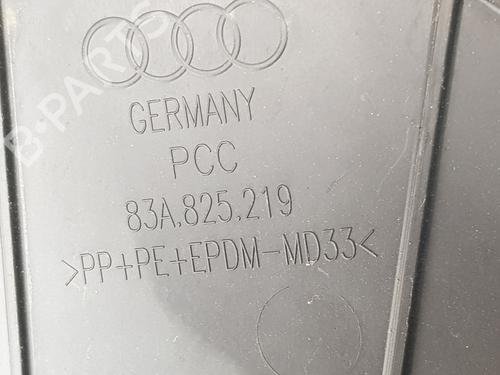 B-PARTS
GERMANY
PCC
83A.825.219
>PP+PE+EPDM-MD33<